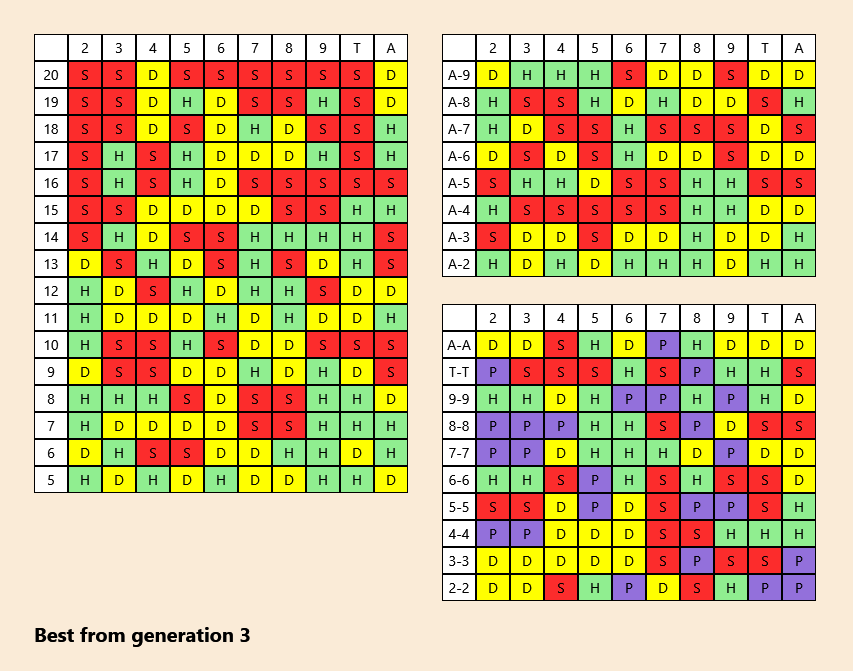 2 3 4 5 6 7 8 9 T A
20 S S D S S S S S S D
19 S S D H D S S H S D
18 S S D S D H D S S H
17 S H S H D D D H S H
16 S H S H D S S S S S
15 S S D D D D S S H H
14 S H D S S H H H H S
13 D S H D S H S D H S
12 H D S H D H H S D D
11 H D D D H D H D D H
10 H S S H S D D S S S
9 D S S D D H D H D S
8 H H H S D S S H H D
7 H D D D D S S H H H
6 D H S S D D H H D H
5 H D H D H D D H H D
2 3 4 5 6 7 8 9 T A
A-9 D H H H S D D S D D
A-8 H S S H D H D D S H
A-7 H D S S H S S S D S
A-6 D S D S H D D S D D
A-5 S H H D S S H H S S
A-4 H S S S S S H H D D
A-3 S D D S D D H D D H
A-2 H D H D H H H D H H
2 3 4 5 6 7 8 9 T A
A-A D D S H D P H D D D
T-T P S S S H S P H H S
9-9 H H D H P P H P H D
8-8 P P P H H S P D S S
7-7 P P D H H H D P D D
6-6 H H S P H S H S S D
5-5 S S D P D S P P S H
4-4 P P D D D S S H H H
3-3 D D D D D S P S S P
2-2 D D S H P D S H P P
Best from generation 3